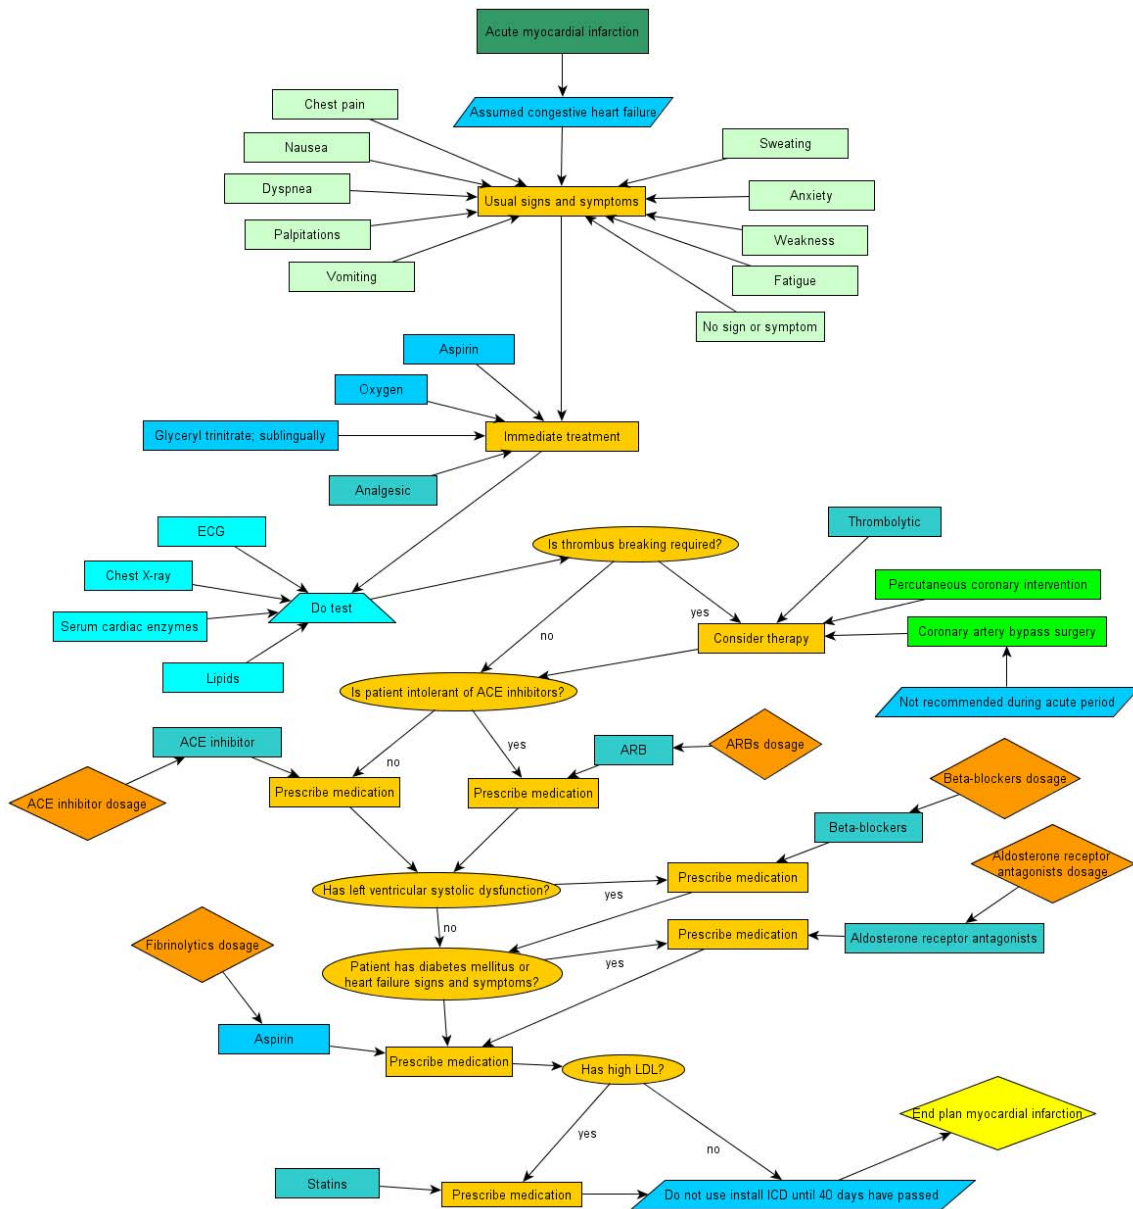 Acute myocardial infarction
Assumed congestive heart failure
Chest pain
Sweating
Nausea
Dyspnea
Anxiety
Usual signs and symptoms
Palpitations
Weakness
Vomiting
Fatigue
No sign or symptom
Aspirin
Oxygen
Glyceryl trinitrate; sublingually
Immediate treatment
Analgesic
ECG
Thrombolytic
Is thrombus breaking required?
Chest X-ray
Percutaneous coronary intervention
Do test
yes
Serum cardiac enzymes
Coronary artery bypass surgery
no
Consider therapy
Lipids
Is patient intolerant of ACE inhibitors?
Not recommended during acute period
ACE inhibitor
yes
ARB
ARBs dosage
no
Beta-blockers dosage
ACE inhibitor dosage
Prescribe medication
Prescribe medication
Beta-blockers
Aldosterone receptor
antagonists dosage
Has left ventricular systolic dysfunction?
yes
Prescribe medication
no
Prescribe medication
Aldosterone receptor antagonists
Fibrinolytics dosage
Patient has diabetes mellitus or
heart failure signs and symptoms?
yes
Aspirin
Prescribe medication
Has high LDL?
End plan myocardial infarction
yes
no
Statins
Prescribe medication
Do not use install ICD until 40 days have passed